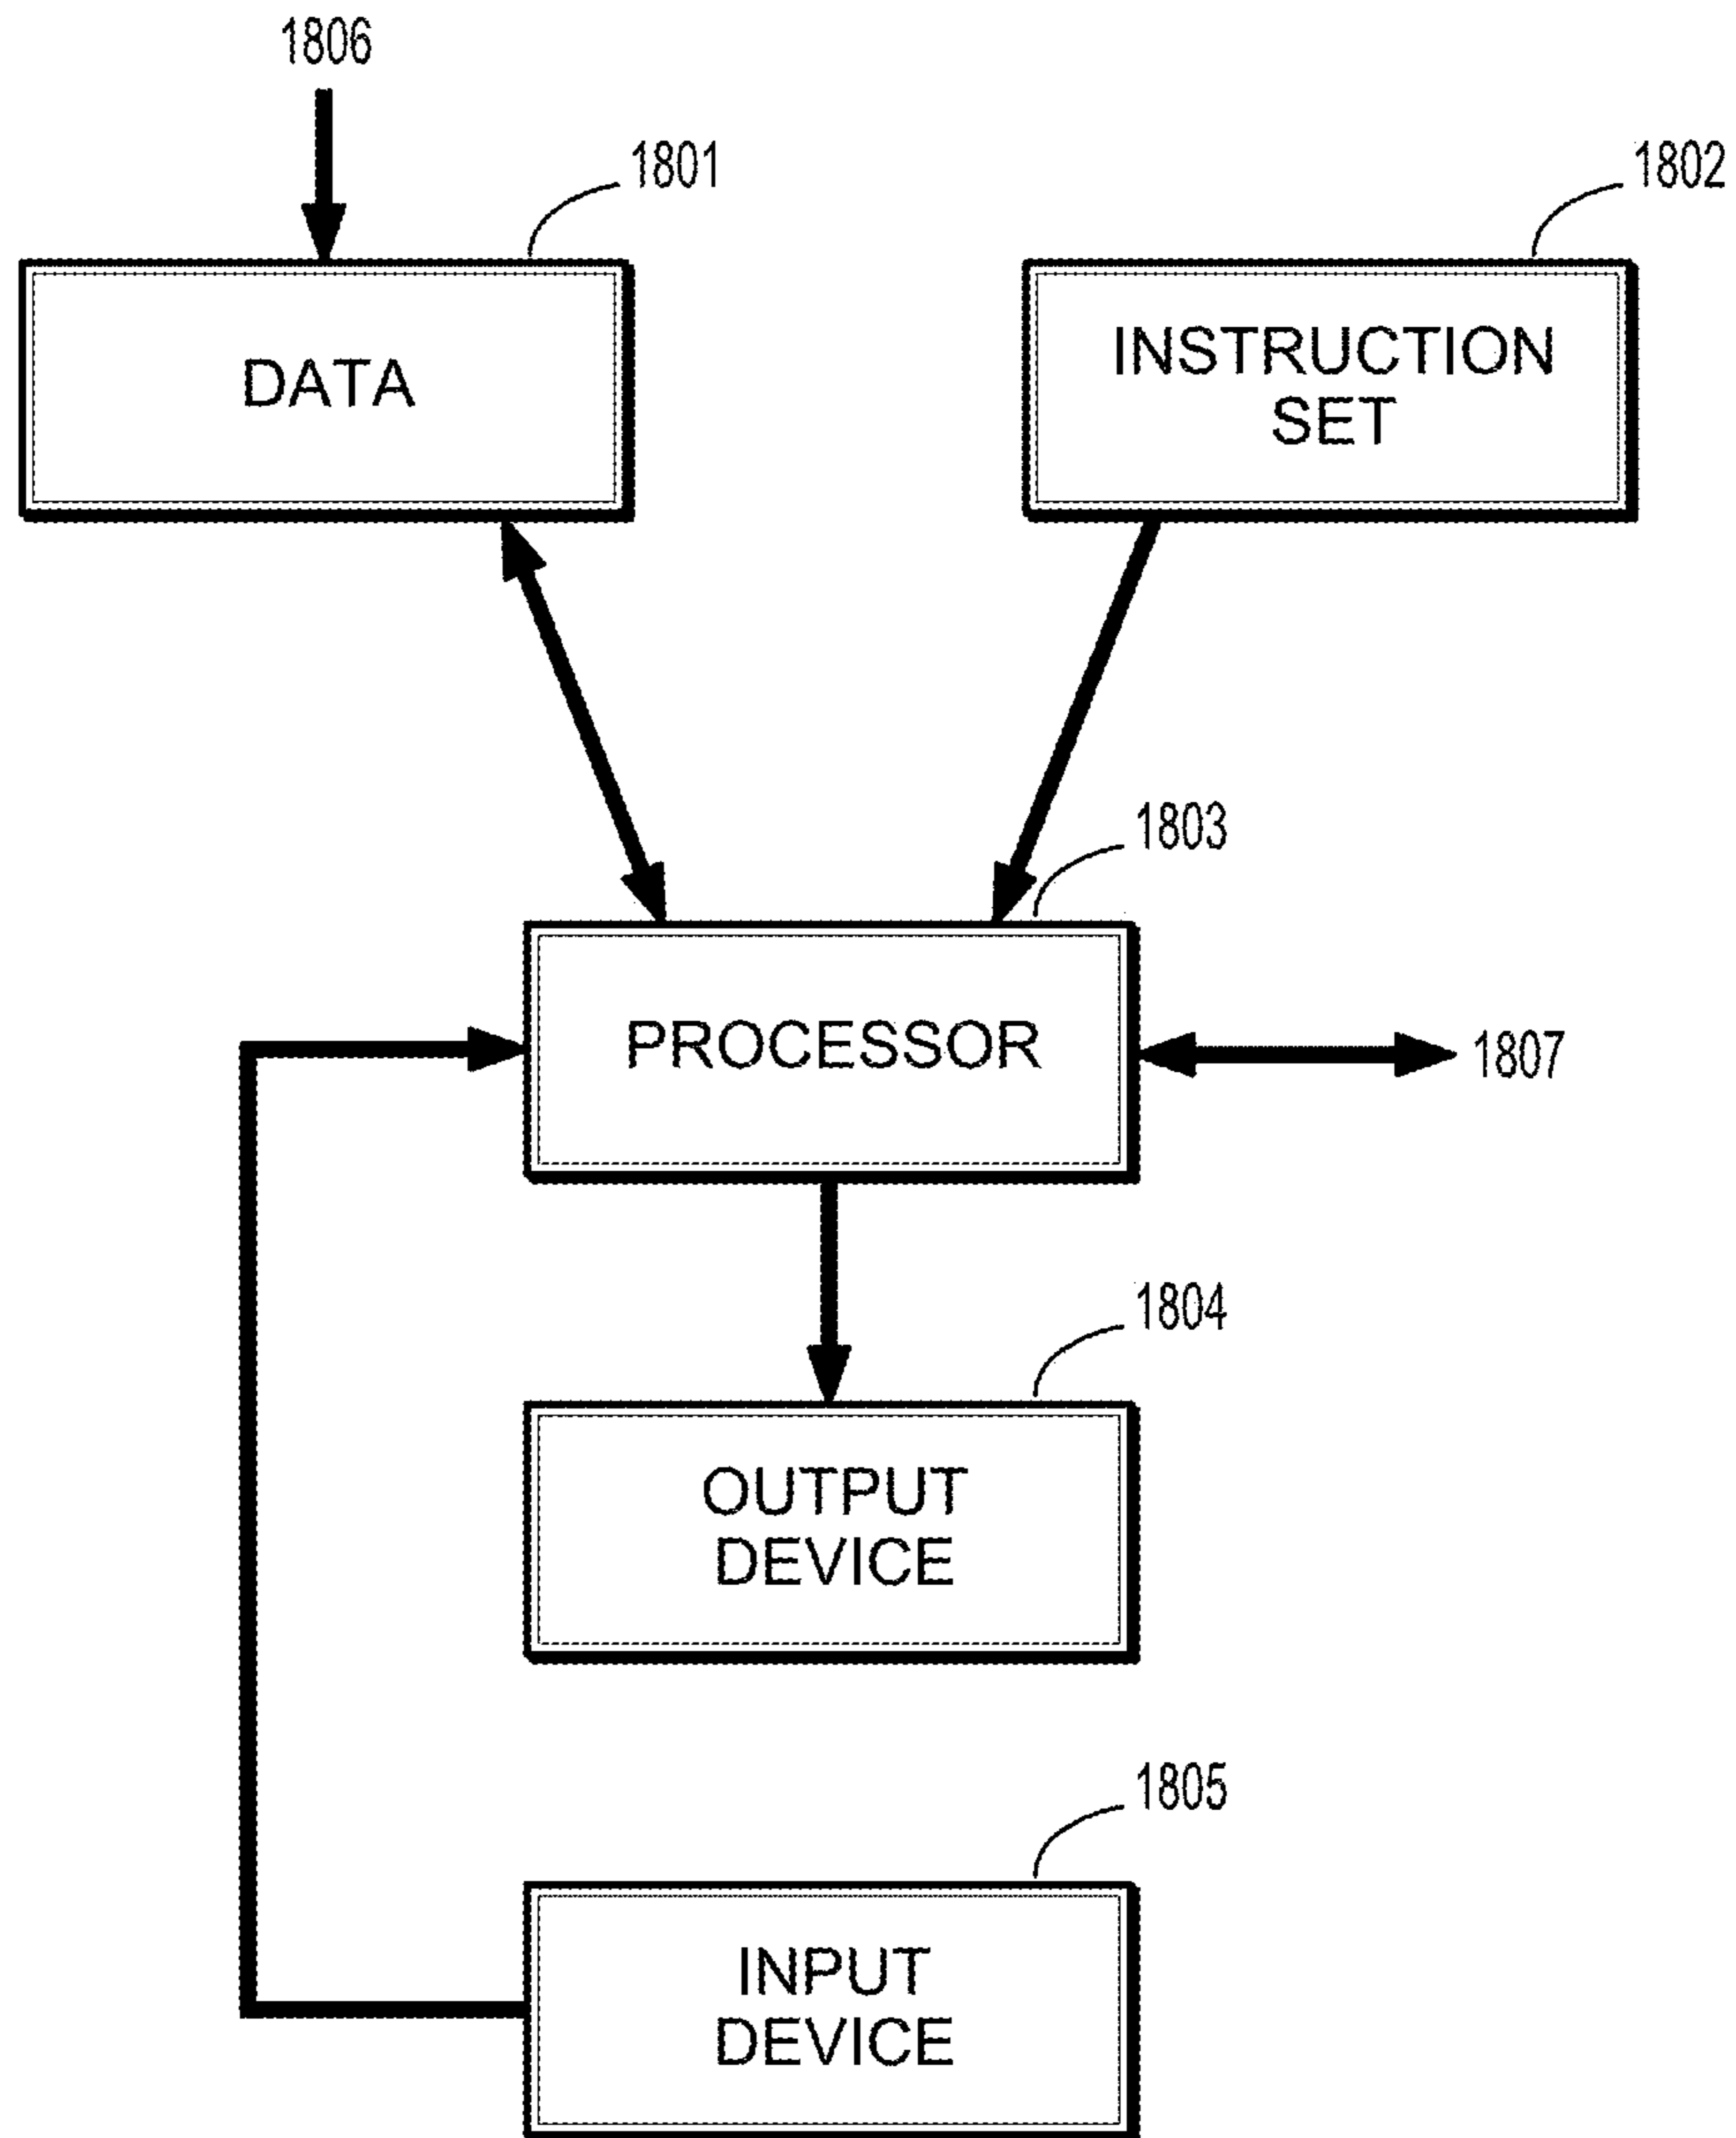 1806
1801
1802
DATA
INSTRUCTION
SET
1803
PROCESSOR
1807
1804
OUTPUT
DEVICE
1805
INPUT
DEVICE